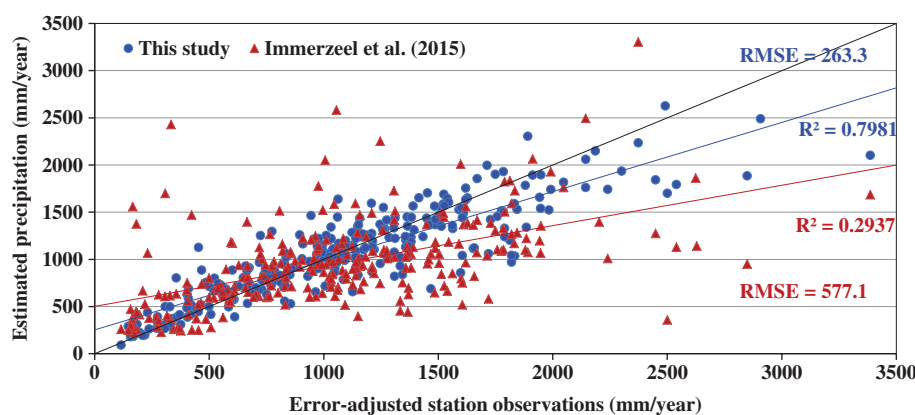 3500
This study
Immerzeel et al. (2015)
3000
RMSE = 263.3
2500
R² = 0.7981
2000
1500
R² = 0.2937
1000
RMSE = 577.1
500
0
Estimated precipitation (mm/year)
0 500 1000 1500 2000 2500 3000 3500
Error-adjusted station observations (mm/year)